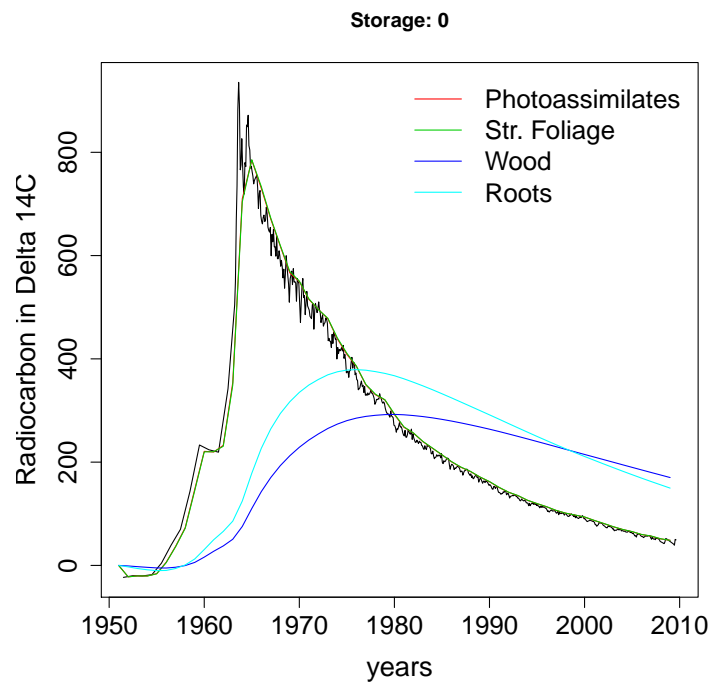 Storage: 0
Photoassimilates
Str. Foliage
Wood
Roots
Radiocarbon in Delta 14C
800
600
400
200
0
1950 1960 1970 1980 1990 2000 2010
years